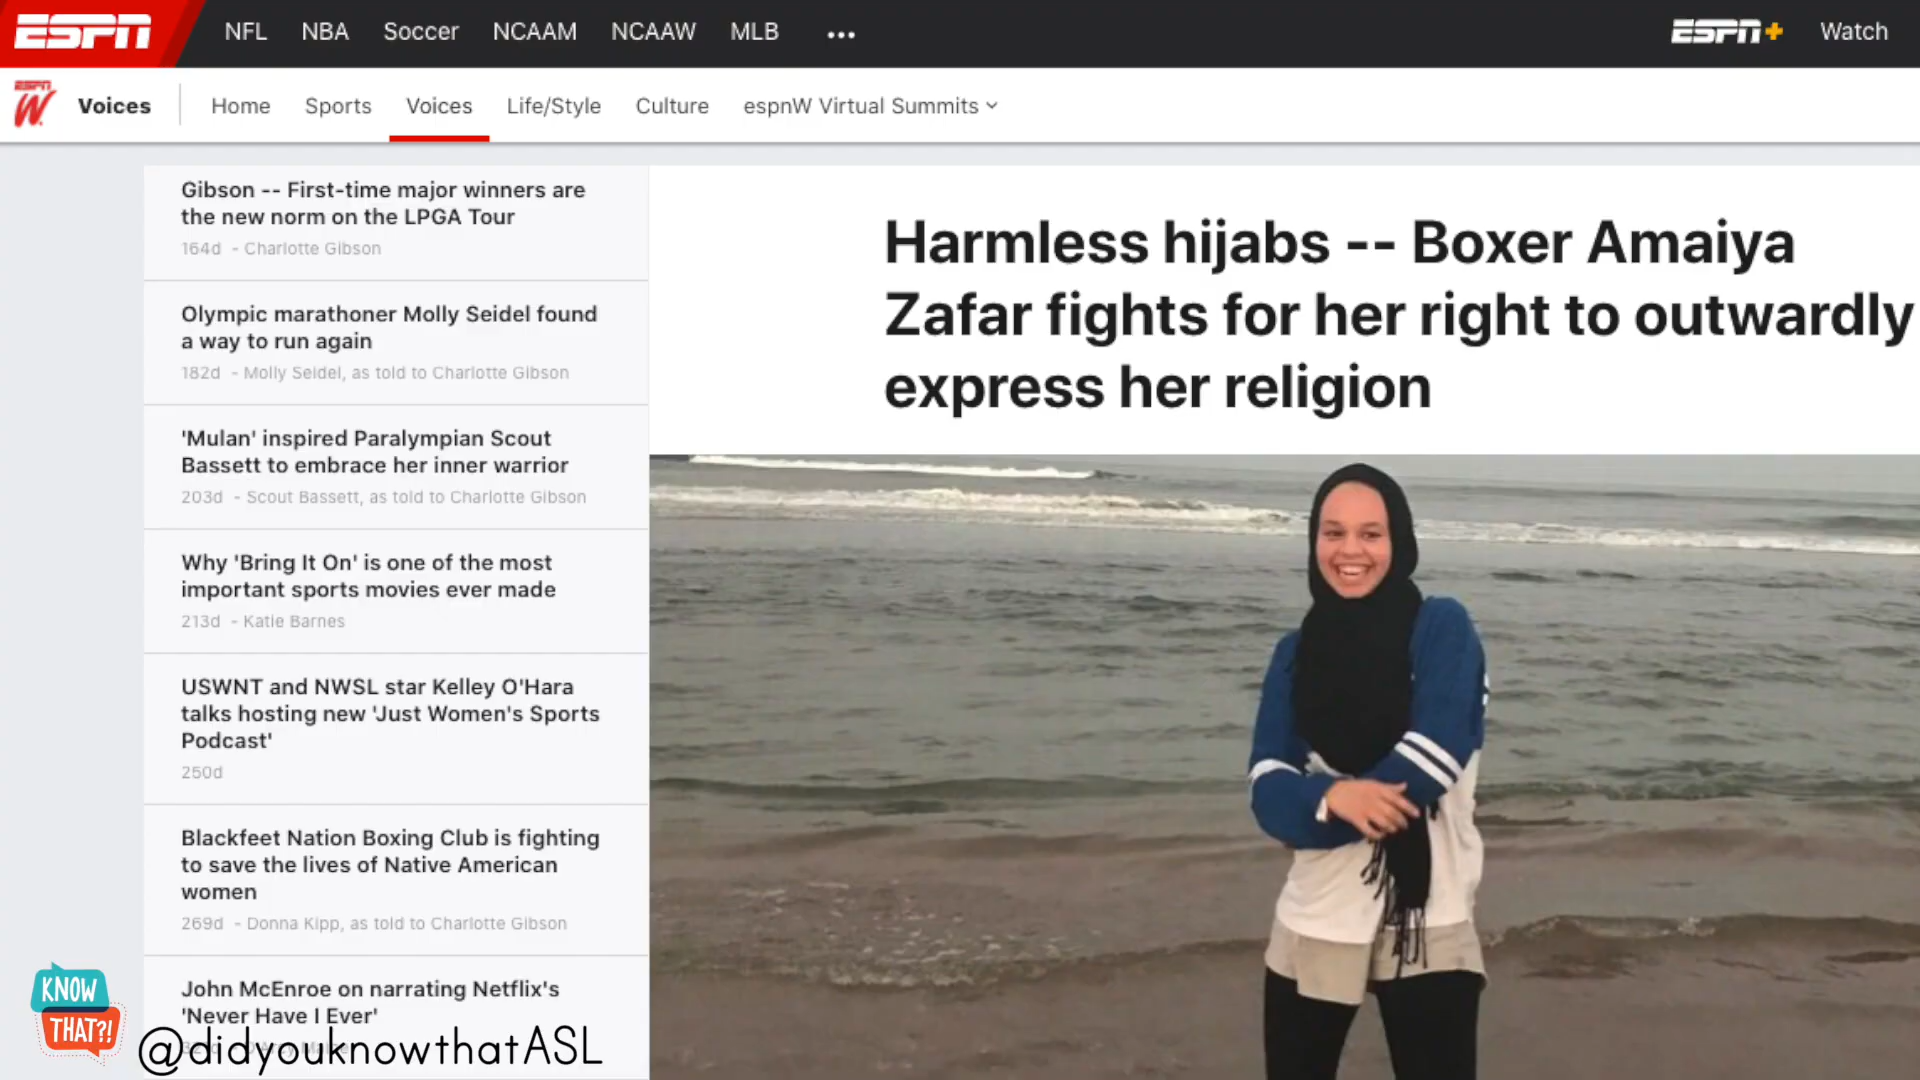 ESPN NFL NBA Soccer NCAAM NCAAW MLB ... ESPN+ Watch
ESPN W Voices Home Sports Voices Life/Style Culture espnW Virtual Summits
Gibson -- First-time major winners are
the new norm on the LPGA Tour
164d - Charlotte Gibson
Olympic marathoner Molly Seidel found
a way to run again
182d - Molly Seidel, as told to Charlotte Gibson
'Mulan' inspired Paralympian Scout
Bassett to embrace her inner warrior
203d - Scout Bassett, as told to Charlotte Gibson
Why 'Bring It On' is one of the most
important sports movies ever made
213d - Katie Barnes
USWNT and NWSL star Kelley O'Hara
talks hosting new 'Just Women's Sports
Podcast'
250d
Blackfeet Nation Boxing Club is fighting
to save the lives of Native American
women
269d - Donna Kipp, as told to Charlotte Gibson
John McEnroe on narrating Netflix's
'Never Have I Ever'
Harmless hijabs -- Boxer Amaiya
Zafar fights for her right to outwardly
express her religion
KNOW
THAT?!
@didyouknowthatASL